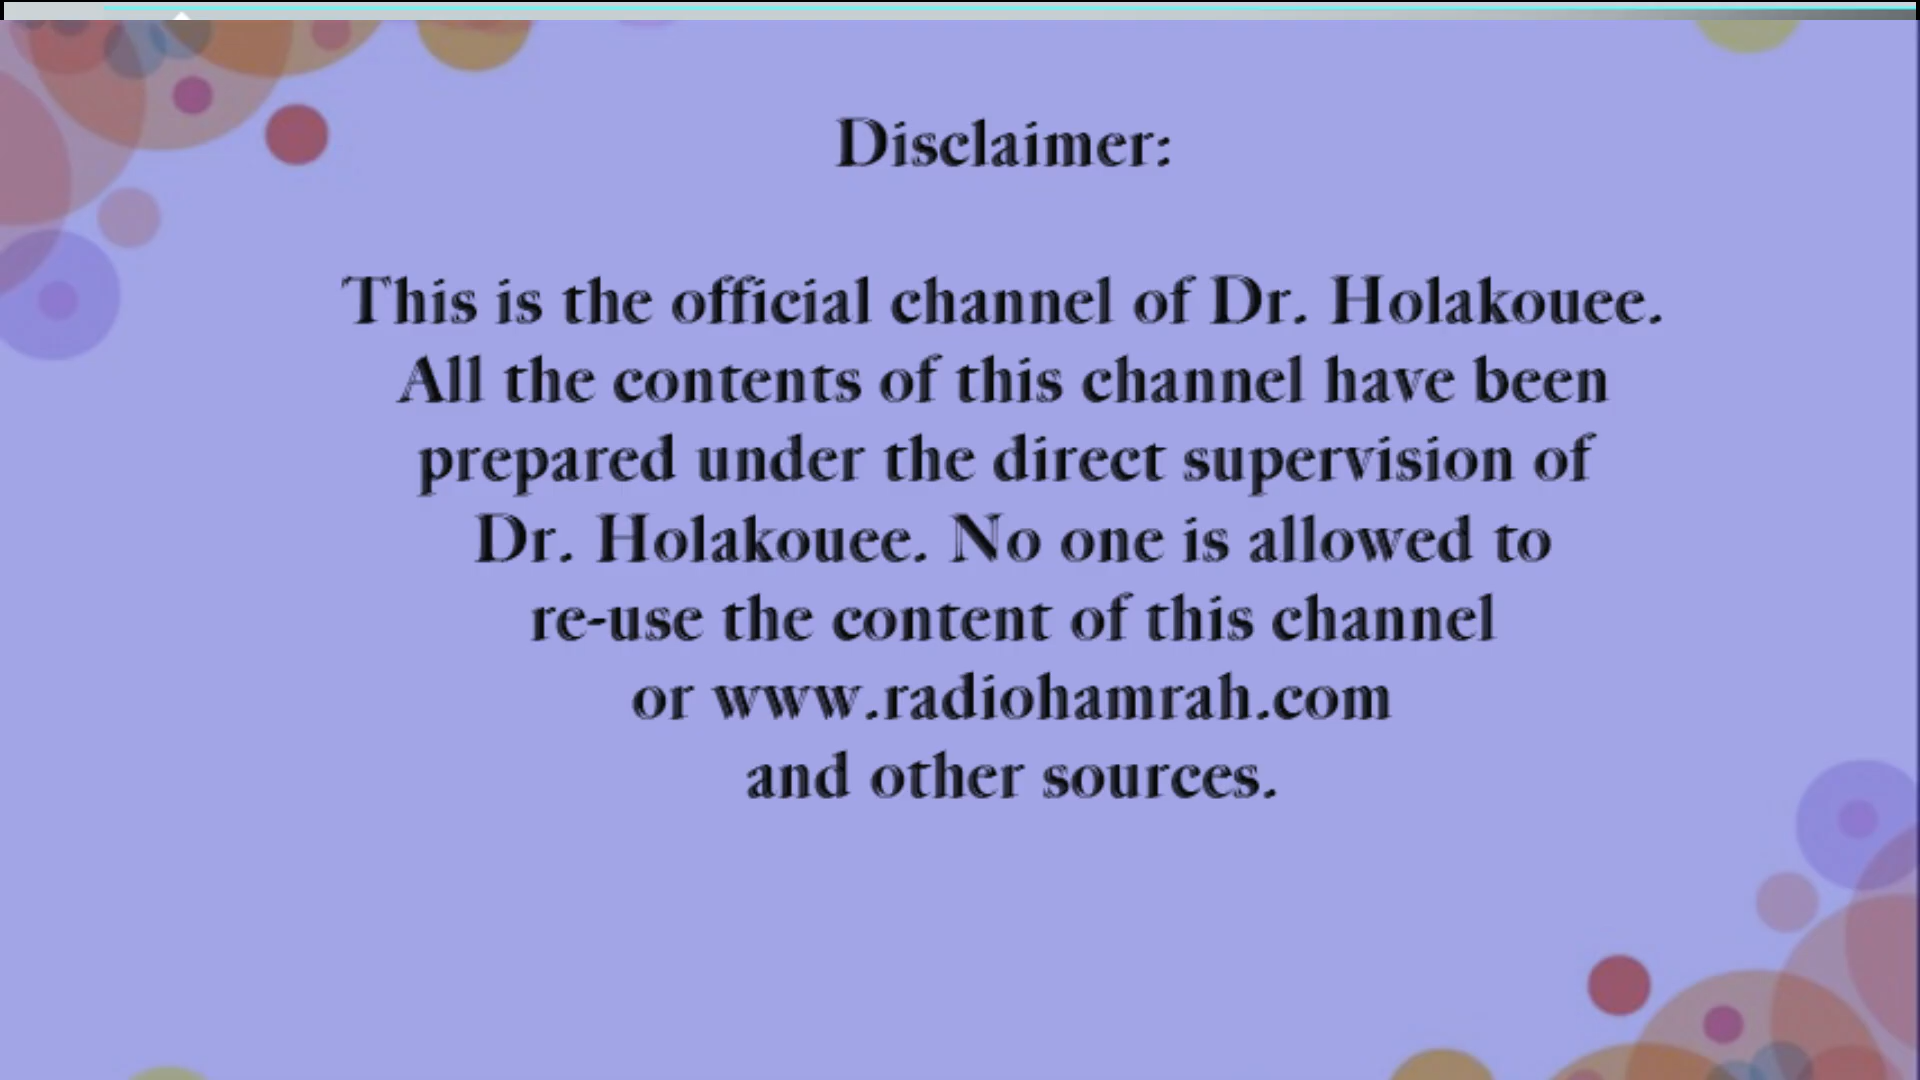 Disclaimer:
This is the official channel of Dr. Holakouee.
All the contents of this channel have been
prepared under the direct supervision of
Dr. Holakouee. No one is allowed to
re-use the content of this channel
or www.radiohamrah.com
and other sources.